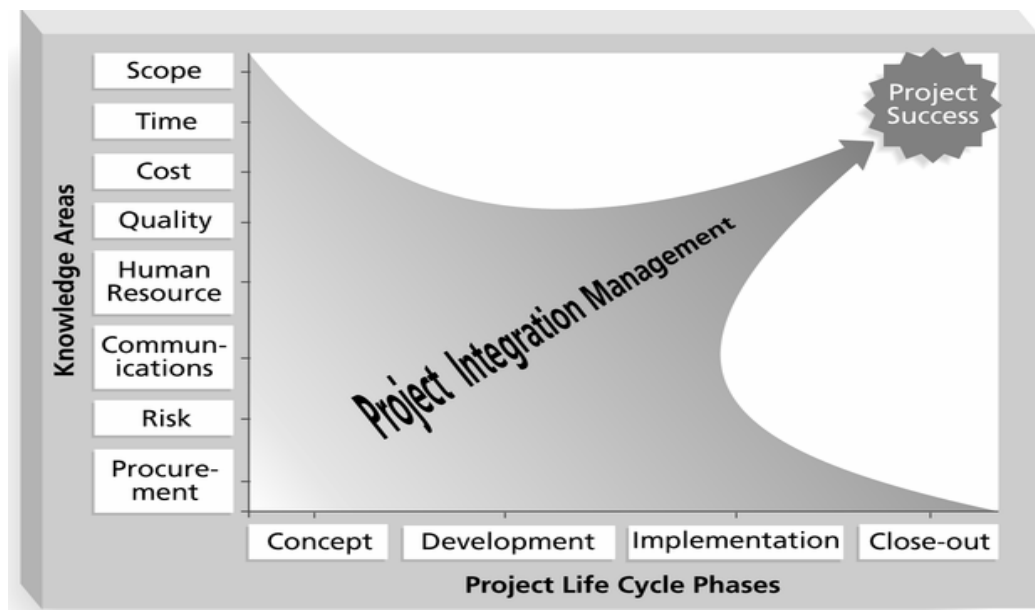 Knowledge Areas
Scope
Time
Cost
Quality
Human
Resource
Commun-
ications
Risk
Procure-
ment
Project Success
Project Integration Management
Concept
Development
Implementation
Close-out
Project Life Cycle Phases